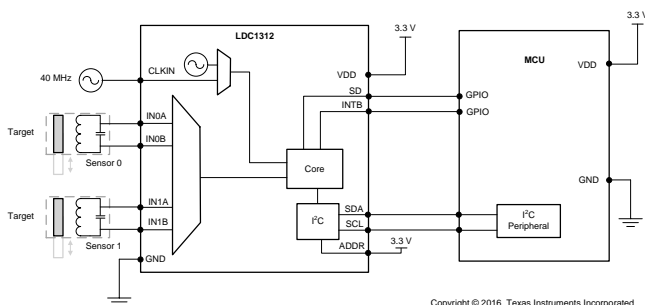 3.3 V
3.3 V
LDC1312
MCU
40 MHz
CLKIN
VDD
VDD
SD
GPIO
INTB
GPIO
Target
IN0A
IN0B
Sensor 0
Core
GND
Target
IN1A
IN1B
Sensor 1
I²C
SDA
SCL
ADDR
3.3 V
I²C
Peripheral
GND
Copyright © 2016, Texas Instruments Incorporated